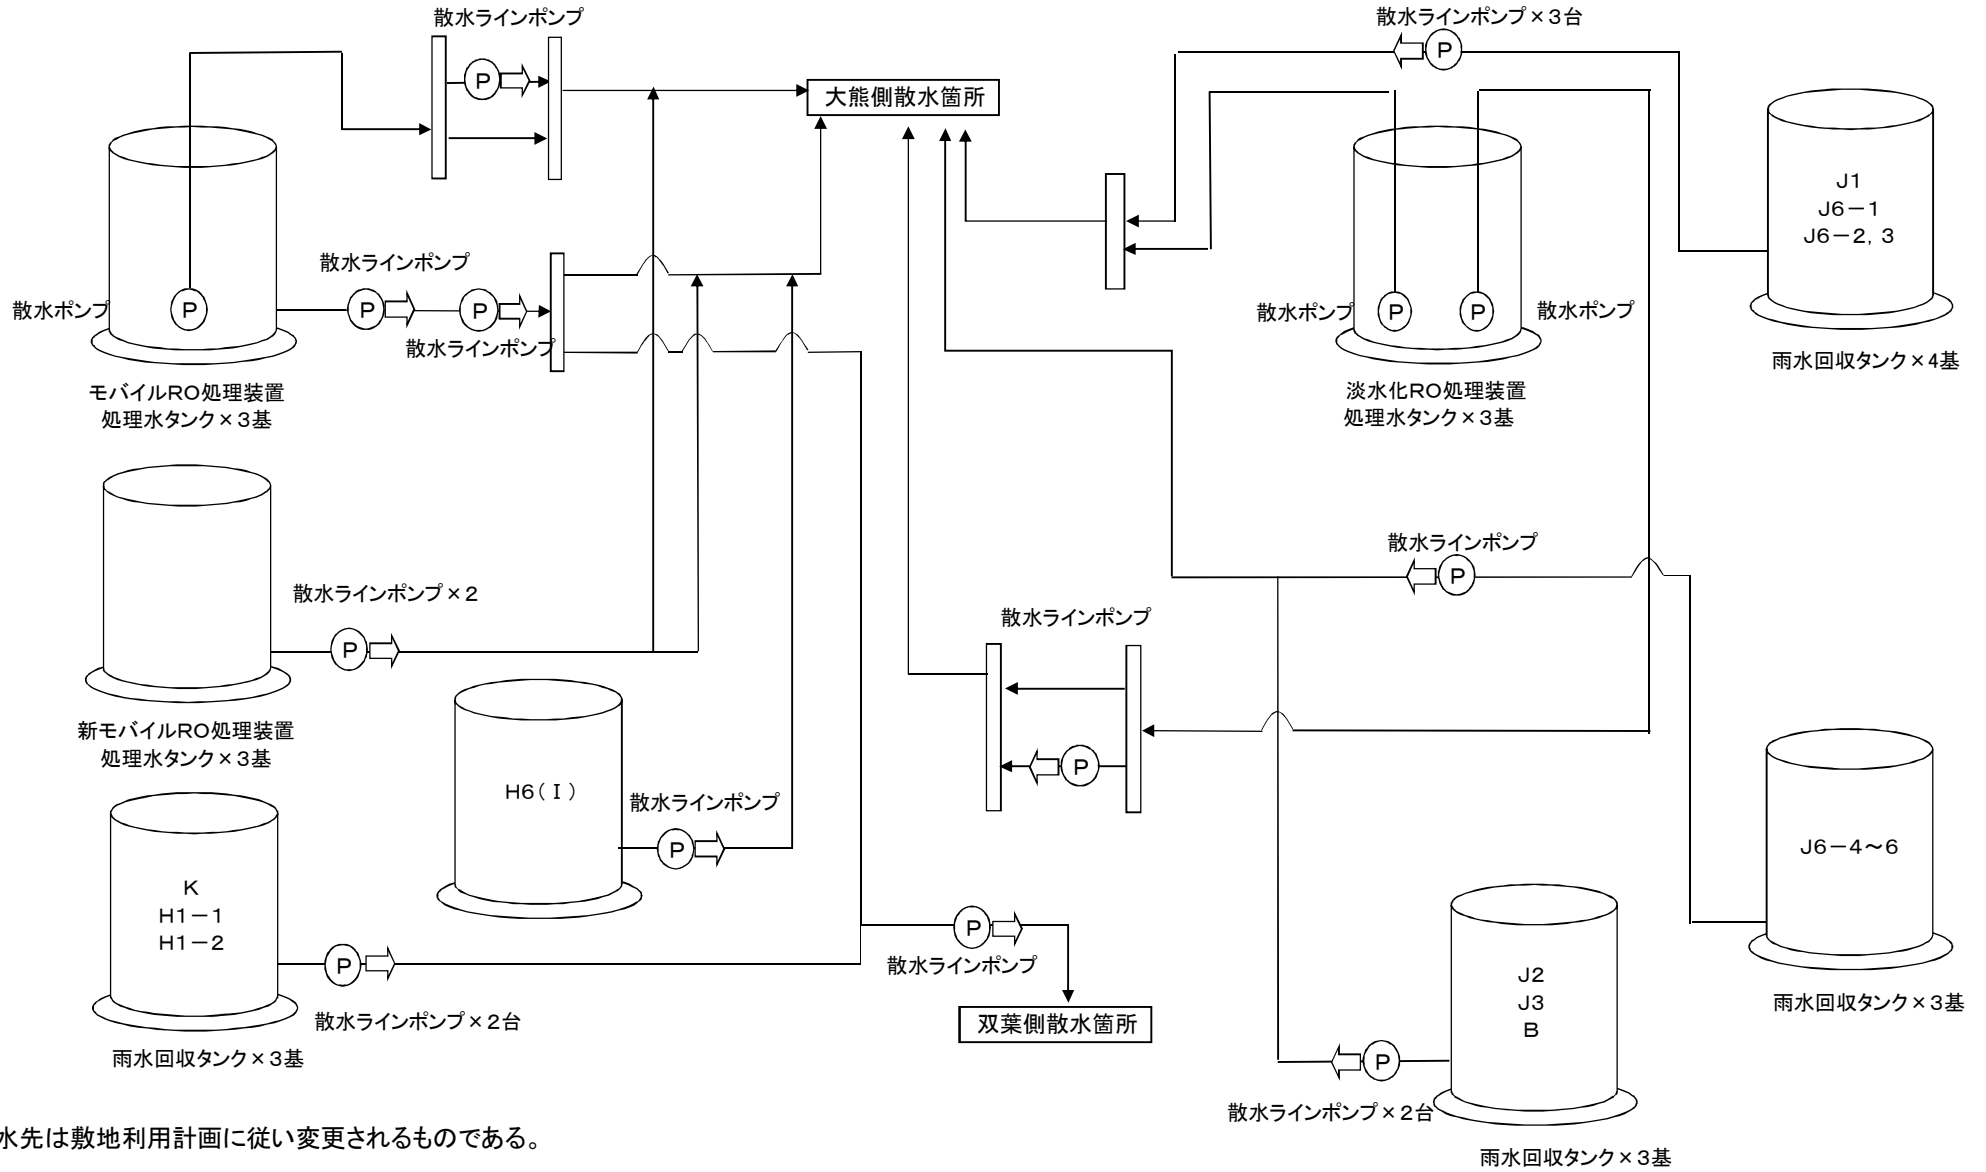 散水ラインポンプ
散水ラインポンプ×3台
P
P
大熊側散水箇所
J1
J6-1
J6-2, 3
散水ラインポンプ
散水ポンプ
P
P
P
散水ラインポンプ
散水ポンプ
P
P
散水ポンプ
モバイルRO処理装置
処理水タンク×3基
淡水化RO処理装置
処理水タンク×3基
雨水回収タンク×4基
散水ラインポンプ
P
散水ラインポンプ×2
P
散水ラインポンプ
P
新モバイルRO処理装置
処理水タンク×3基
H6(I)
散水ラインポンプ
P
J6-4～6
K
H1-1
H1-2
P
散水ラインポンプ×2台
雨水回収タンク×3基
P
散水ラインポンプ
双葉側散水箇所
J2
J3
B
P
散水ラインポンプ×2台
雨水回収タンク×3基
雨水回収タンク×3基
水先は敷地利用計画に従い変更されるものである。